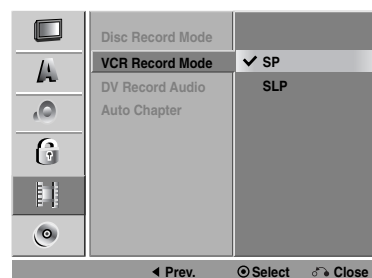 Disc Record Mode
VCR Record Mode
✔ SP
DV Record Audio
SLP
Auto Chapter
◄ Prev.
Select
Close